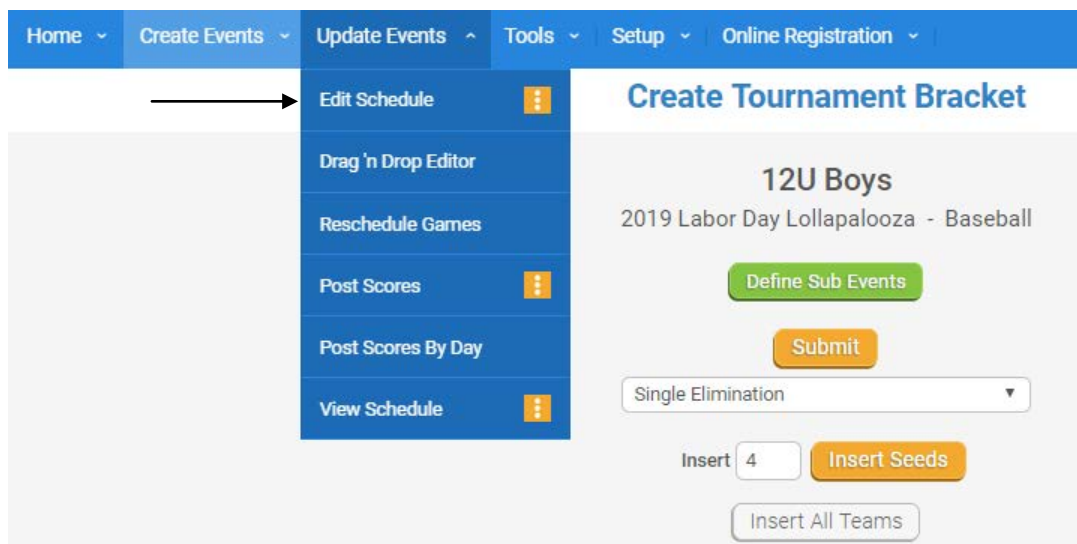 Home Create Events Update Events Tools Setup Online Registration
Edit Schedule
Drag 'n Drop Editor
Reschedule Games
Post Scores
Post Scores By Day
View Schedule
Create Tournament Bracket
12U Boys
2019 Labor Day Lollapalooza - Baseball
Define Sub Events
Submit
Single Elimination
Insert 4 Insert Seeds
Insert All Teams